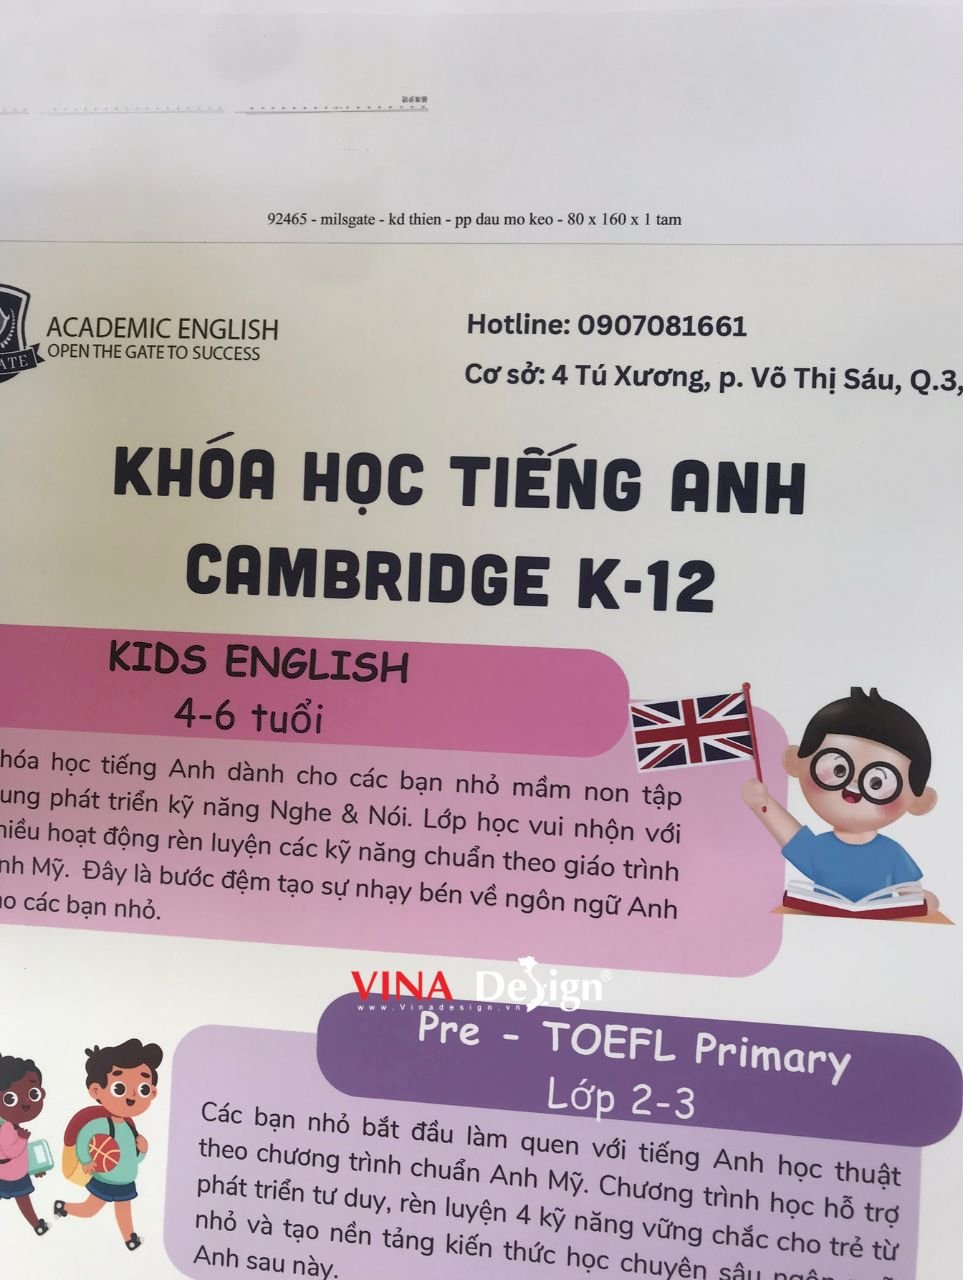 92465 - milsgate - kd thien - pp dau mo keo - 80 x 160 x 1 tam
ACADEMIC ENGLISH
OPEN THE GATE TO SUCCESS
Hotline: 0907081661
Cơ sở: 4 Tú Xương, p. Võ Thị Sáu, Q.3,
KHÓA HỌC TIẾNG ANH
CAMBRIDGE K-12
KIDS ENGLISH
4-6 tuổi
học tiếng Anh dành cho các bạn nhỏ mầm non tập
phát triển kỹ năng Nghe & Nói. Lớp học vui nhộn với
hoạt động rèn luyện các kỹ năng chuẩn theo giáo trình
Mỹ. Đây là bước đệm tạo sự nhạy bén về ngôn ngữ Anh
các bạn nhỏ.
VINA Design®
www.Vinadesign.vn
Pre - TOEFL Primary
Lớp 2-3
Các bạn nhỏ bắt đầu làm quen với tiếng Anh học thuật
theo chương trình chuẩn Anh Mỹ. Chương trình học hỗ trợ
phát triển tư duy, rèn luyện 4 kỹ năng vững chắc cho trẻ từ
nhỏ và tạo nền tảng kiến thức học chuyên sâu
Anh sau này.